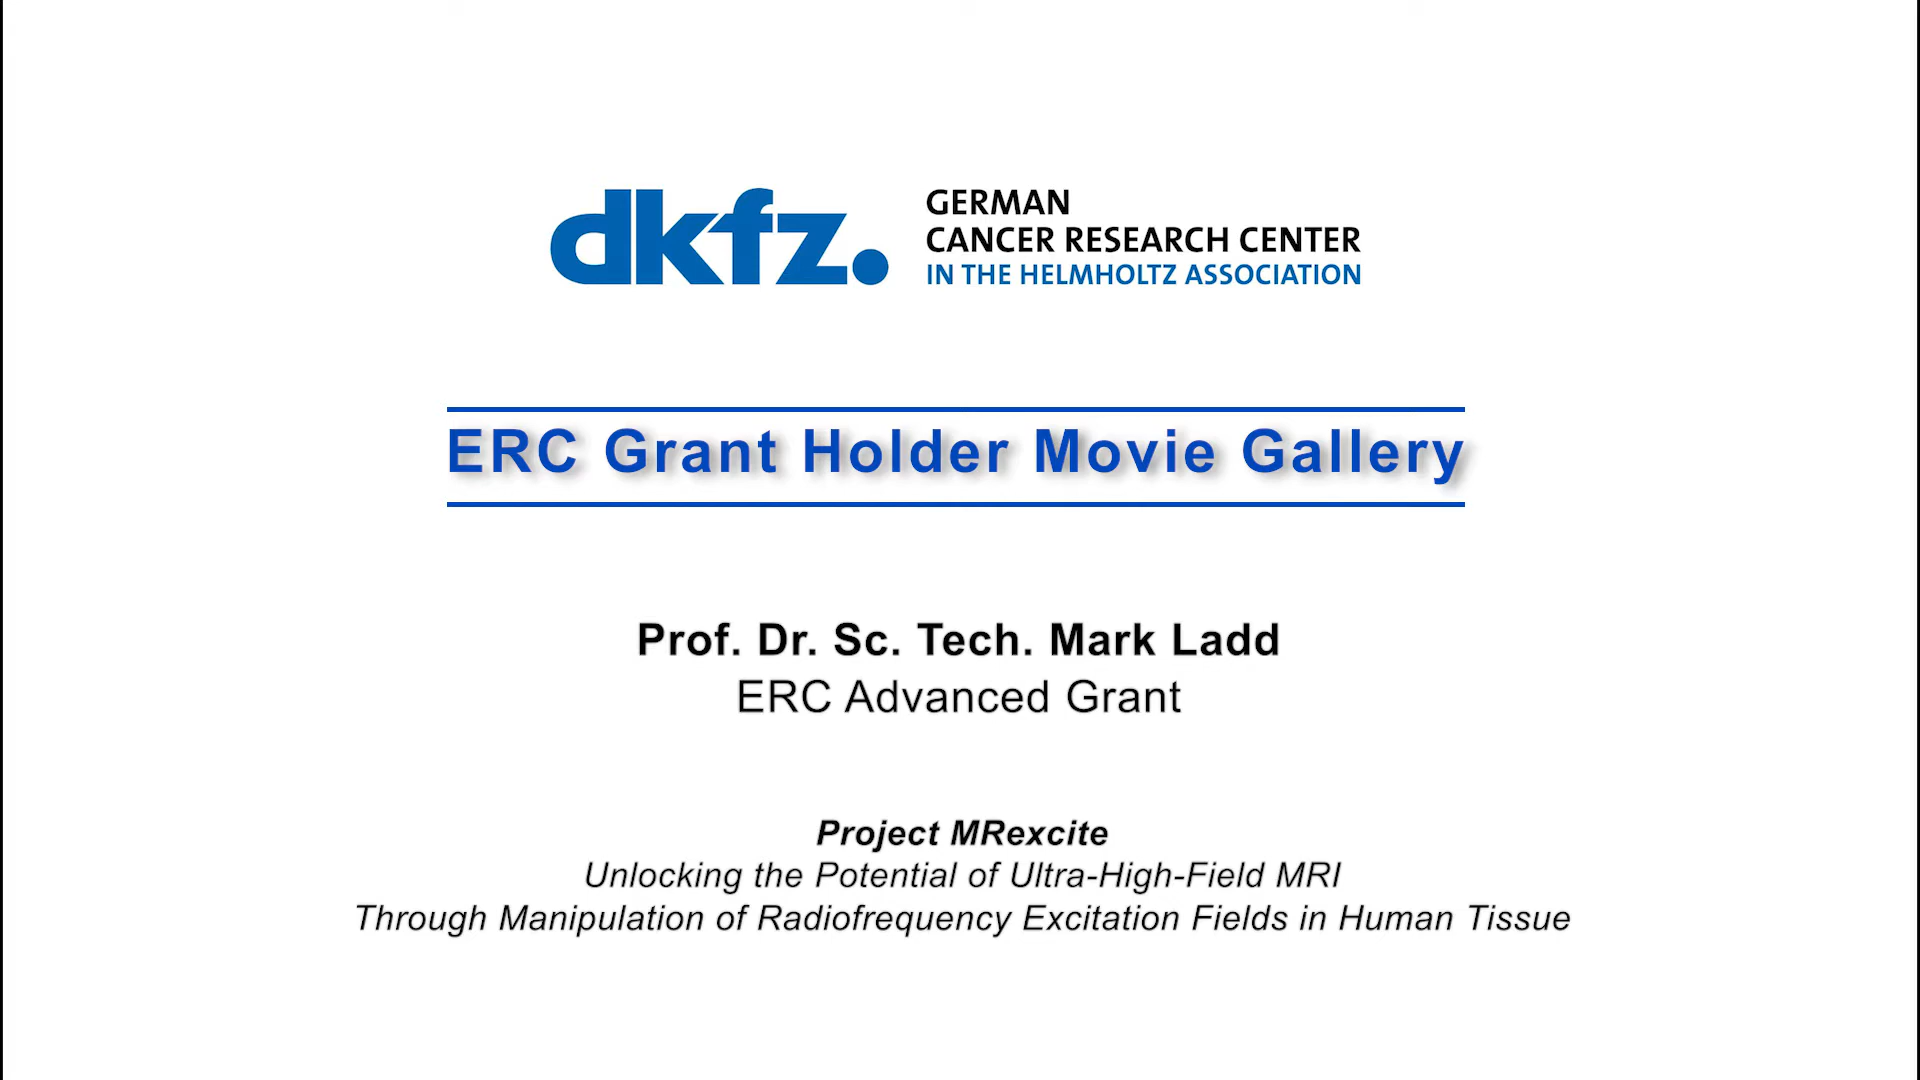 dkfz.
GERMAN
CANCER RESEARCH CENTER
IN THE HELMHOLTZ ASSOCIATION
ERC Grant Holder Movie Gallery
Prof. Dr. Sc. Tech. Mark Ladd
ERC Advanced Grant
Project MRexcite
Unlocking the Potential of Ultra-High-Field MRI
Through Manipulation of Radiofrequency Excitation Fields in Human Tissue